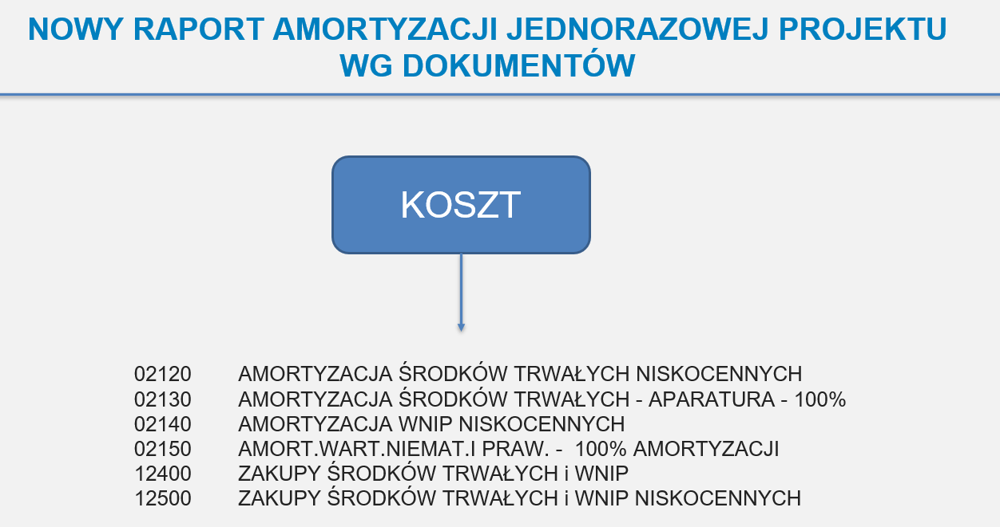 NOWY RAPORT AMORTYZACJI JEDNORAZOWEJ PROJEKTU
WG DOKUMENTÓW
KOSZT
02120 AMORTYZACJA ŚRODKÓW TRWAŁYCH NISKOCENNYCH
02130 AMORTYZACJA ŚRODKÓW TRWAŁYCH - APARATURA - 100%
02140 AMORTYZACJA WNIP NISKOCENNYCH
02150 AMORT.WART.NIEMAT.I PRAW. - 100% AMORTYZACJI
12400 ZAKUPY ŚRODKÓW TRWAŁYCH i WNIP
12500 ZAKUPY ŚRODKÓW TRWAŁYCH i WNIP NISKOCENNYCH